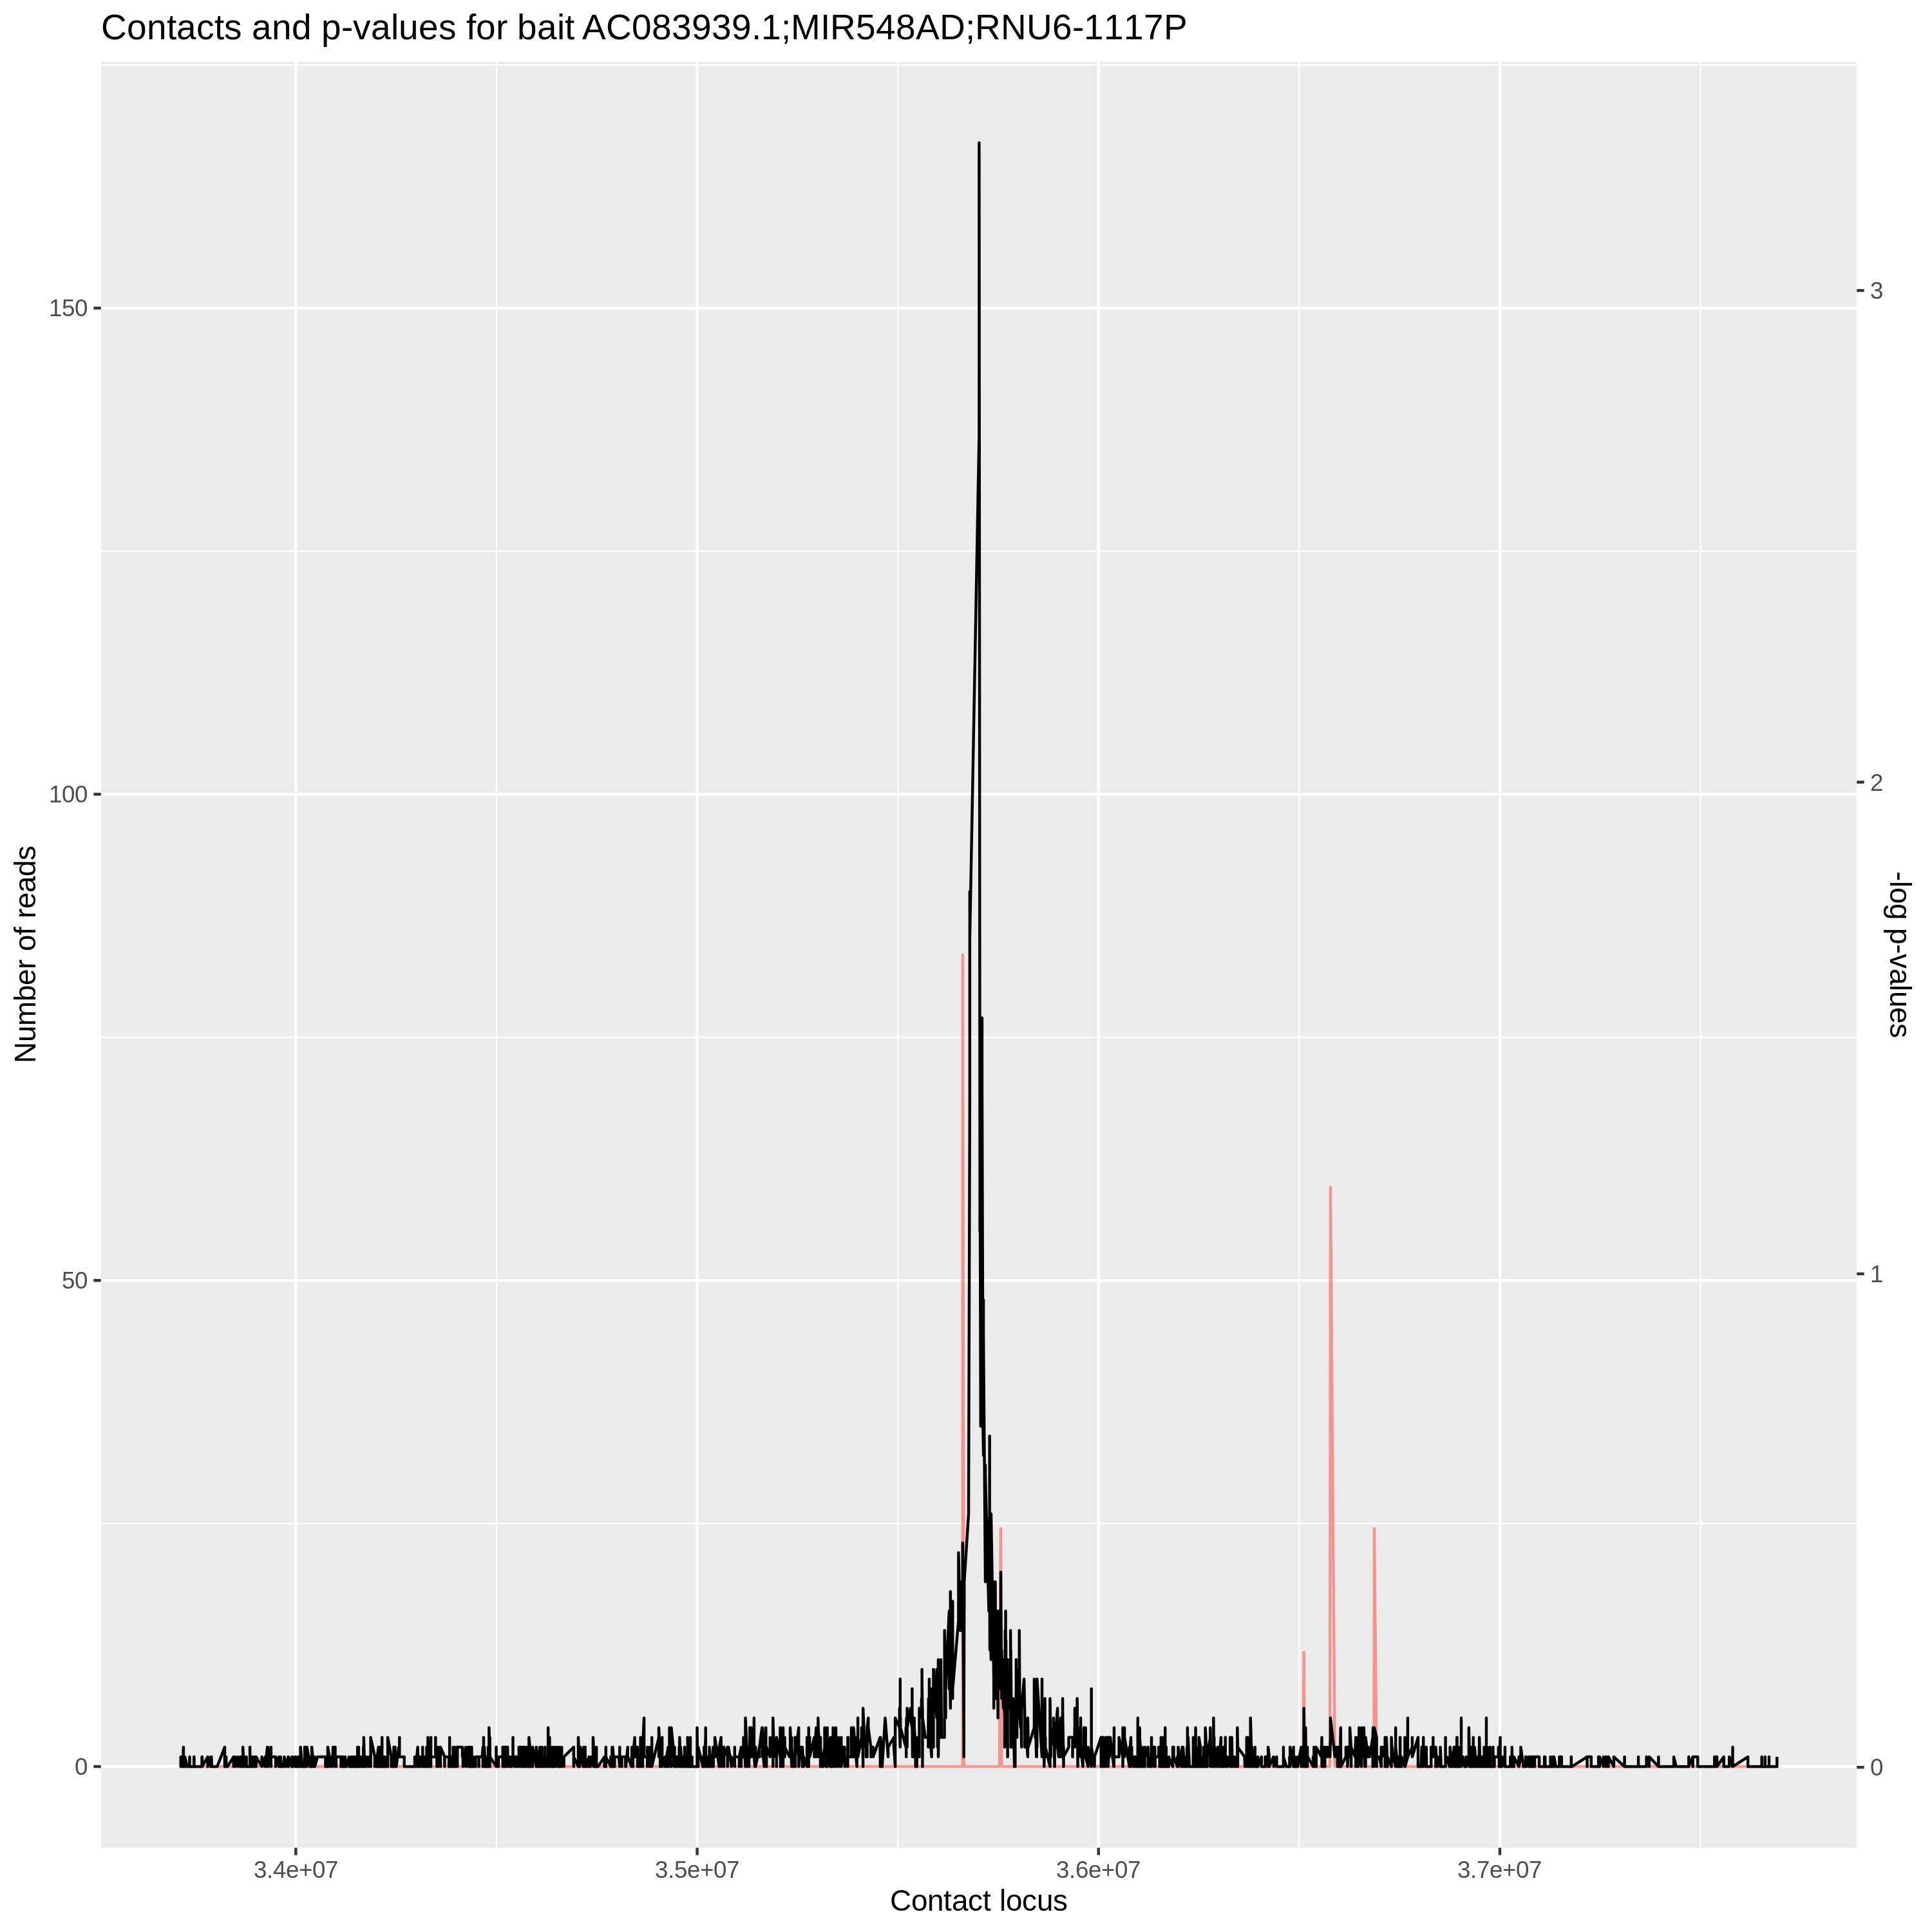 Contacts and p-values for bait AC083939.1;MIR548AD;RNU6-1117P
150
100
50
0
Number of reads
3
2
1
0
-log p-values
3.4e+07
3.5e+07
3.6e+07
3.7e+07
Contact locus